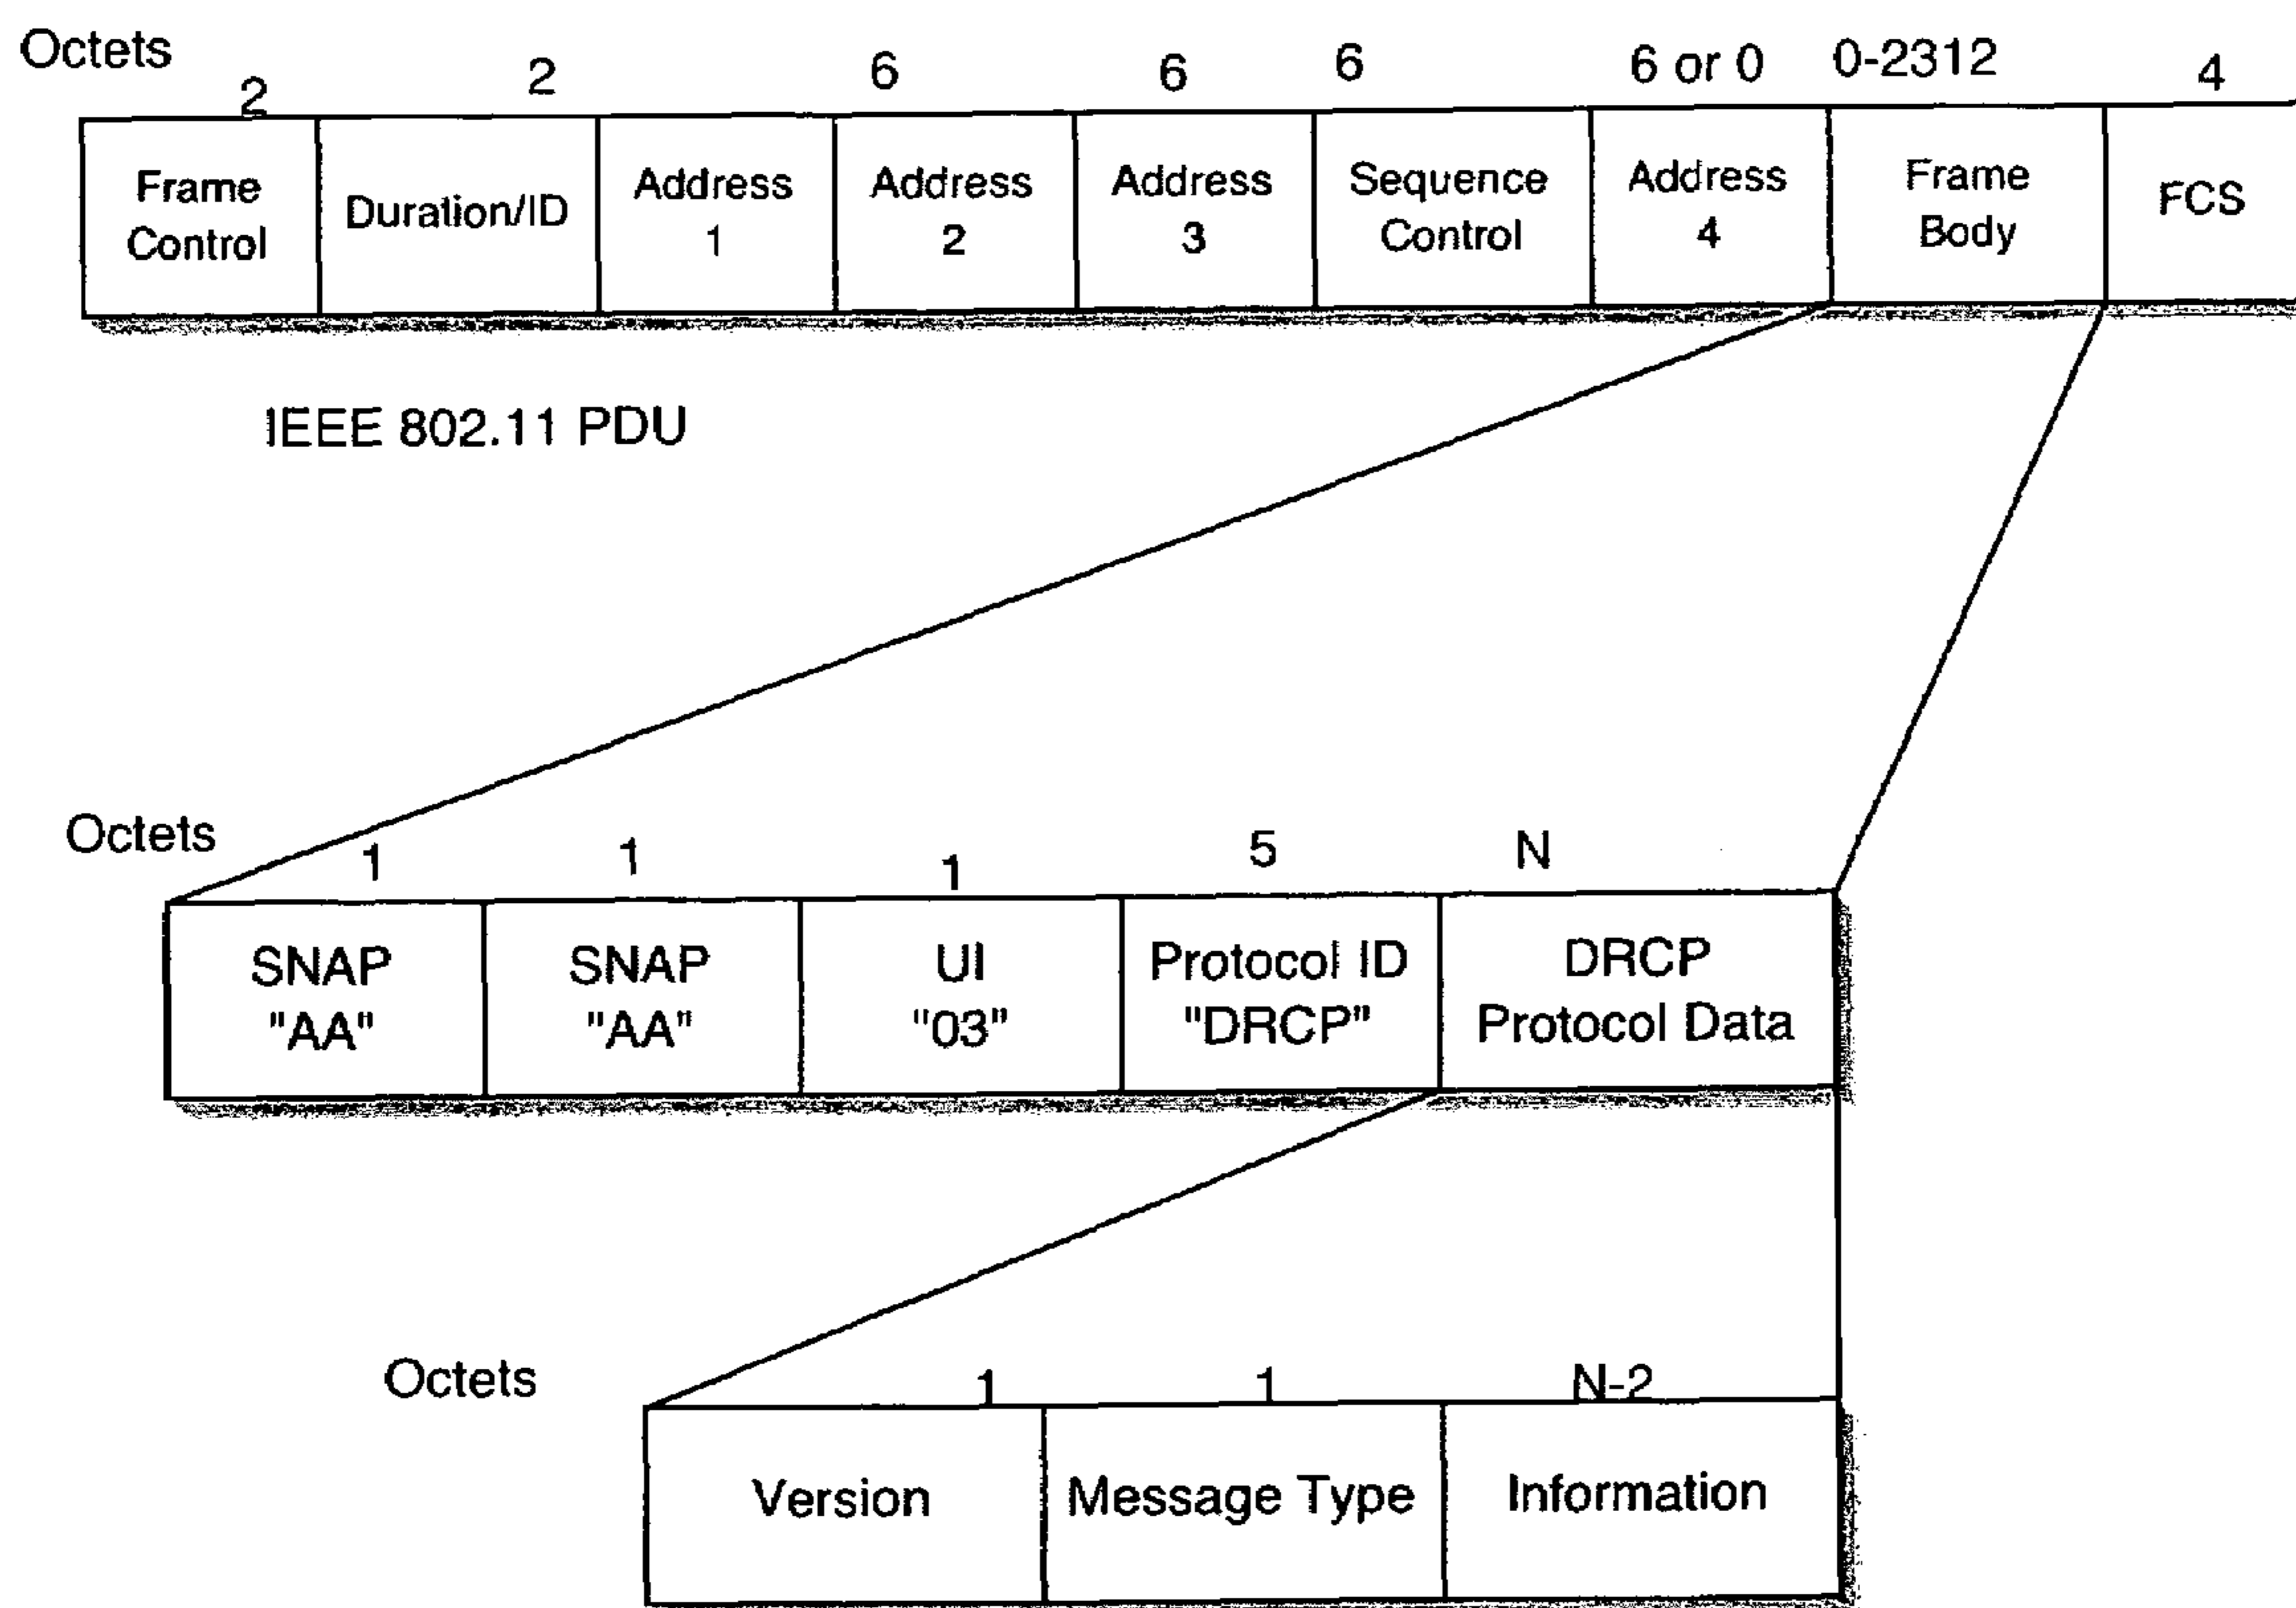 Octets
2 2 6 6 6 6 or 0 0-2312 4
Frame Control
Duration/ID
Address 1
Address 2
Address 3
Sequence Control
Address 4
Frame Body
FCS
IEEE 802.11 PDU
Octets
1 1 1 5 N
SNAP "AA"
SNAP "AA"
UI "03"
Protocol ID "DRCP"
DRCP Protocol Data
Octets
1 1 N-2
Version
Message Type
Information